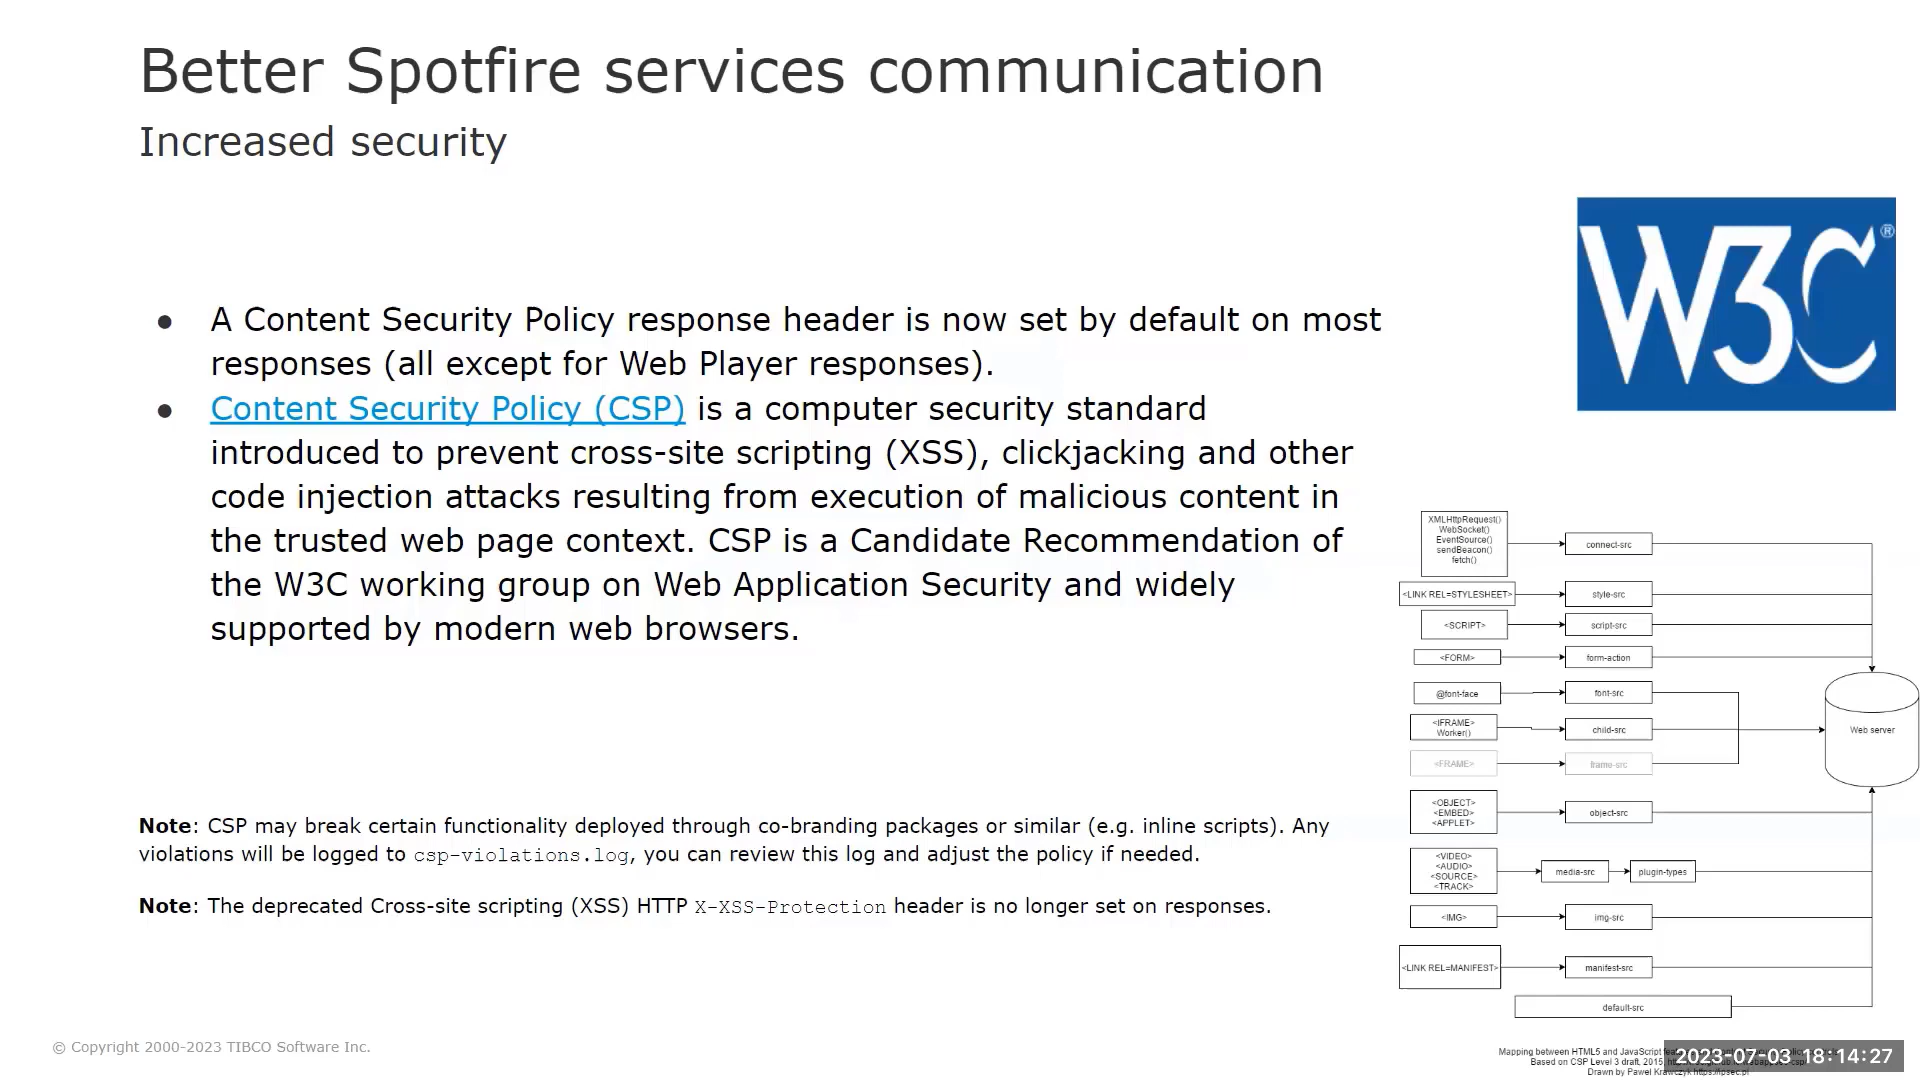 Better Spotfire services communication
Increased security
W3C®
● A Content Security Policy response header is now set by default on most
responses (all except for Web Player responses).
● Content Security Policy (CSP) is a computer security standard
introduced to prevent cross-site scripting (XSS), clickjacking and other
code injection attacks resulting from execution of malicious content in
the trusted web page context. CSP is a Candidate Recommendation of
the W3C working group on Web Application Security and widely
supported by modern web browsers.
Note: CSP may break certain functionality deployed through co-branding packages or similar (e.g. inline scripts). Any
violations will be logged to csp-violations.log, you can review this log and adjust the policy if needed.
Note: The deprecated Cross-site scripting (XSS) HTTP X-XSS-Protection header is no longer set on responses.
XMLHttpRequest()
WebSocket()
EventSource()
sendBeacon()
fetch()
connect-src
<LINK REL=STYLESHEET>
style-src
<SCRIPT>
script-src
<FORM>
form-action
@font-face
font-src
<IFRAME>
Worker()
child-src
<FRAME>
frame-src
Web server
<OBJECT>
<EMBED>
<APPLET>
object-src
<VIDEO>
<AUDIO>
<SOURCE>
<TRACK>
media-src
plugin-types
<IMG>
img-src
<LINK REL=MANIFEST>
manifest-src
default-src
Mapping between HTML5 and JavaScript
Based on CSP Level 3 draft, 2015,
Drawn by Pawel Krawczyk https://ipsec.pl
2023-07-03 18:14:27
© Copyright 2000-2023 TIBCO Software Inc.